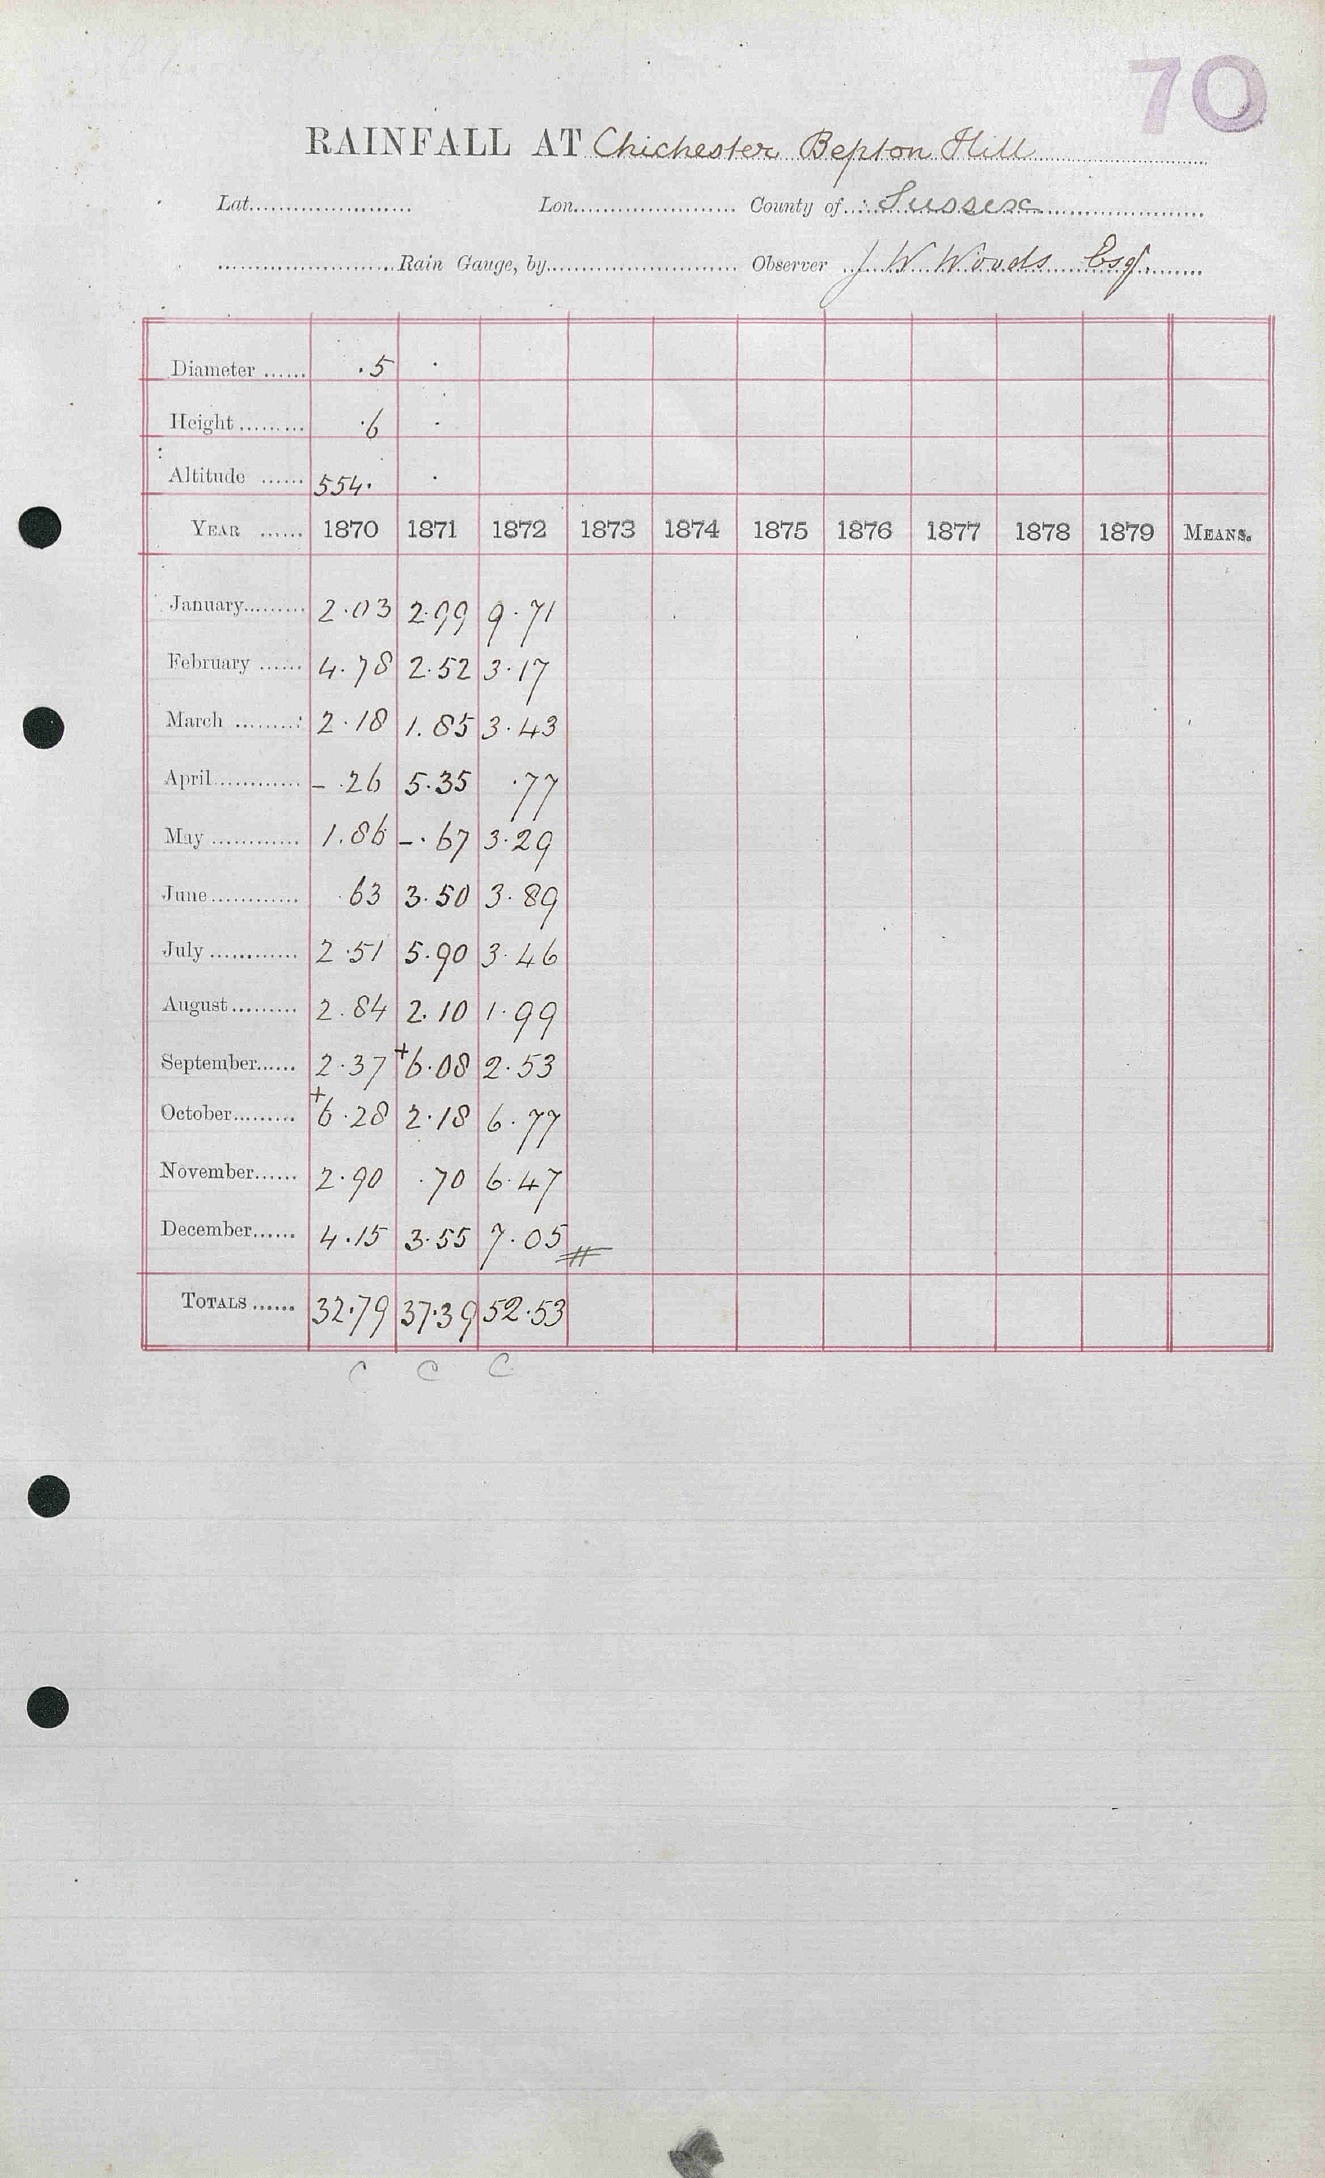 70
RAINFALL AT Chichester Bepton Hill
Lat. Lon. County of Sussex
Rain Gauge, by Observer J W Woods Esq.
Diameter ...... .5 .
Height ......... .6 .
Altitude ...... 554. .
YEAR ...... 1870 1871 1872 1873 1874 1875 1876 1877 1878 1879 MEANS.
January......... 2.03 2.99 9.71
February ...... 4.78 2.52 3.17
March ......... 2.18 1.85 3.43
April............ – .26 5.35 .77
May ............ 1.86 – .67 3.29
June............ .63 3.50 3.89
July ............ 2.51 5.90 3.46
August......... 2.84 2.10 1.99
September...... 2.37 +6.08 2.53
October......... +6.28 2.18 6.77
November...... 2.90 .70 6.47
December...... 4.15 3.55 7.05
TOTALS ...... 32.79 37.39 52.53
C C C